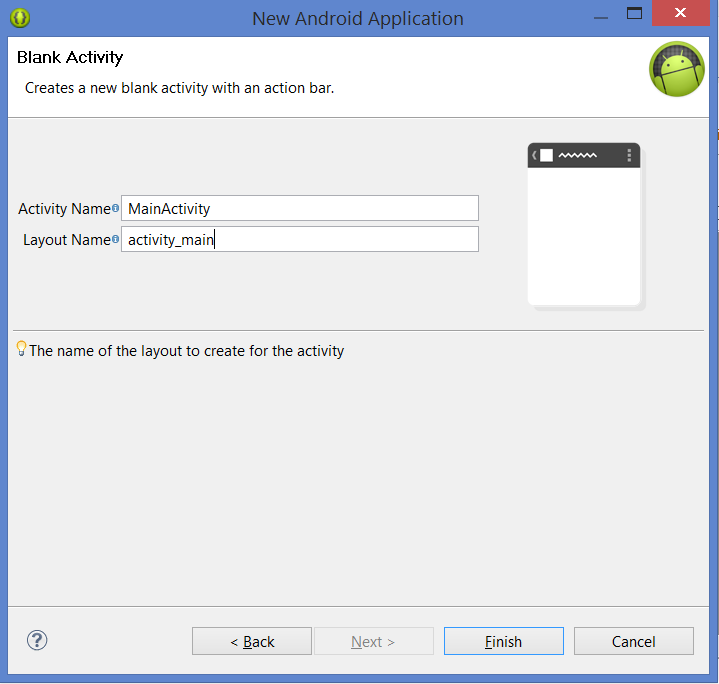 New Android Application
Blank Activity
Creates a new blank activity with an action bar.
Activity Name MainActivity
Layout Name activity_main
The name of the layout to create for the activity
? < Back Next > Finish Cancel